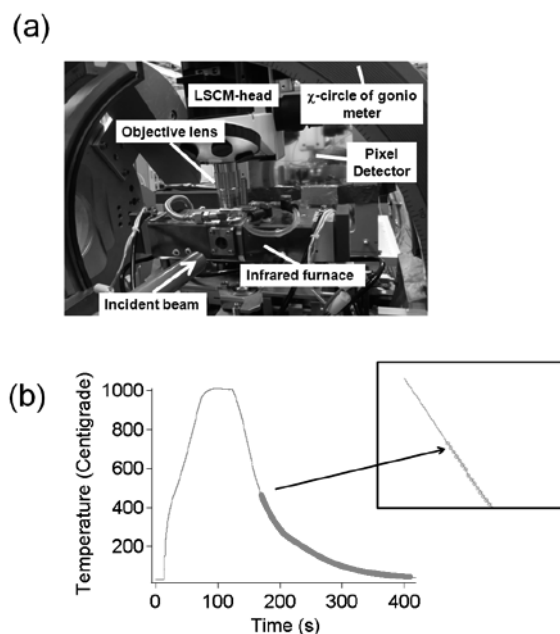 (a)
LSCM-head
χ-circle of gonio
meter
Objective lens
Pixel
Detector
Infrared furnace
Incident beam
(b)
Temperature (Centigrade)
1000
800
600
400
200
0
100
200
300
400
Time (s)